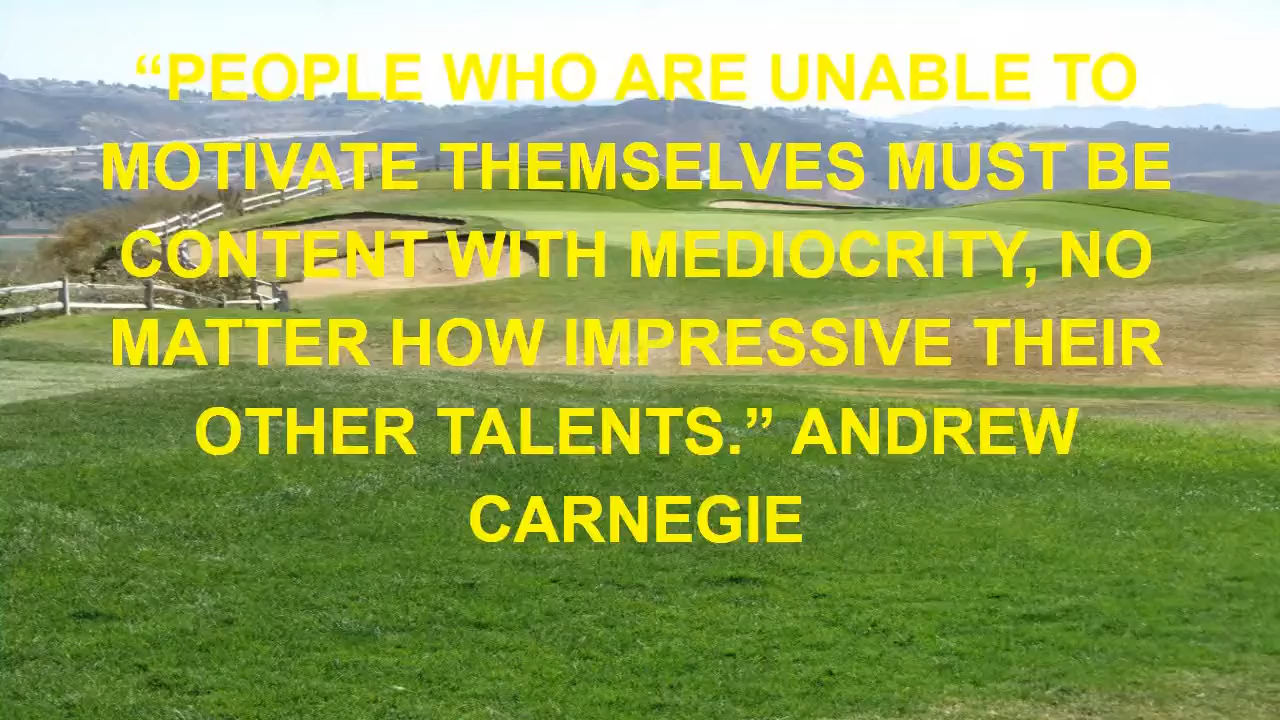 “PEOPLE WHO ARE UNABLE TO
MOTIVATE THEMSELVES MUST BE
CONTENT WITH MEDIOCRITY, NO
MATTER HOW IMPRESSIVE THEIR
OTHER TALENTS.” ANDREW
CARNEGIE